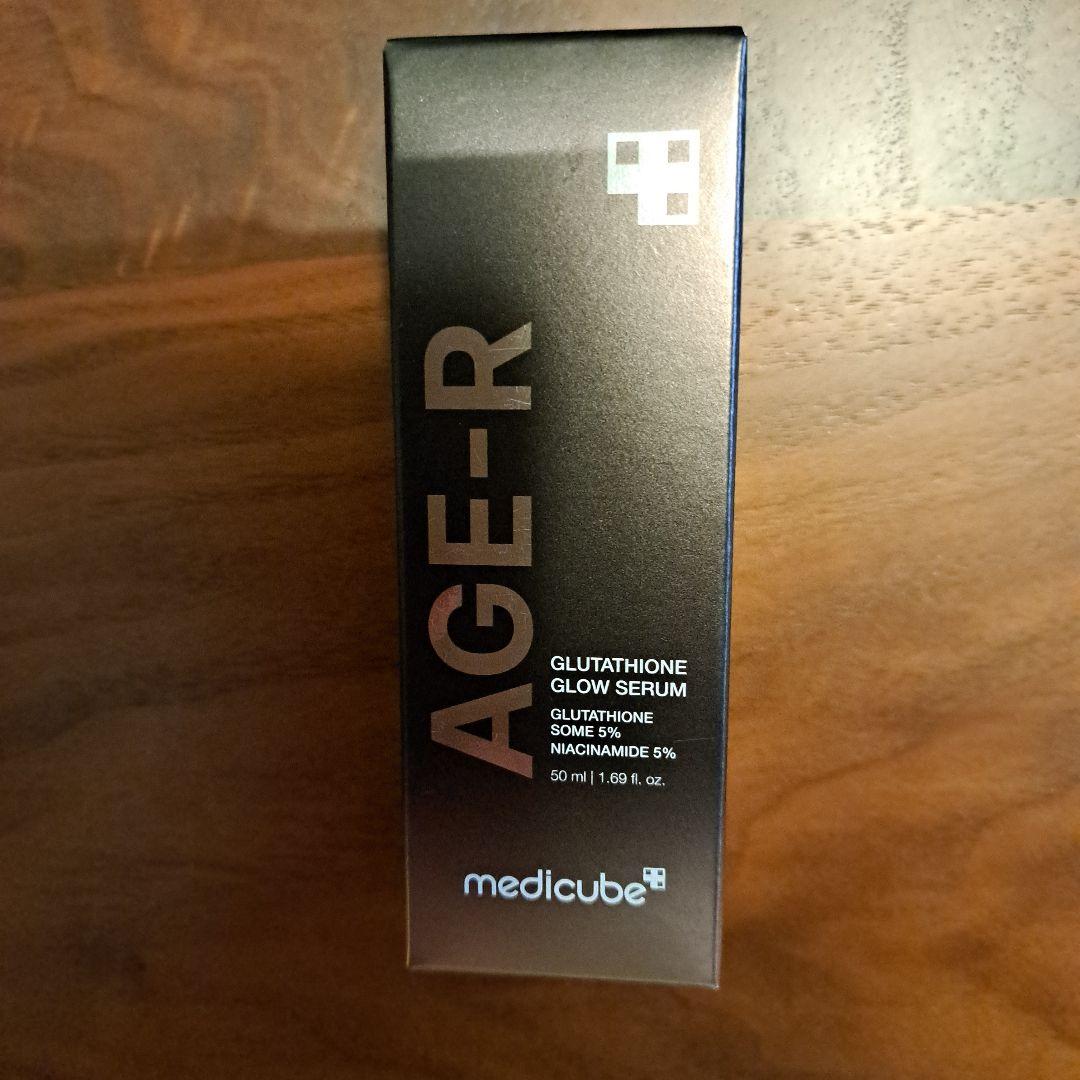 AGE-R
GLUTATHIONE
GLOW SERUM
GLUTATHIONE
SOME 5%
NIACINAMIDE 5%
50 ml | 1.69 fl. oz.
medicube